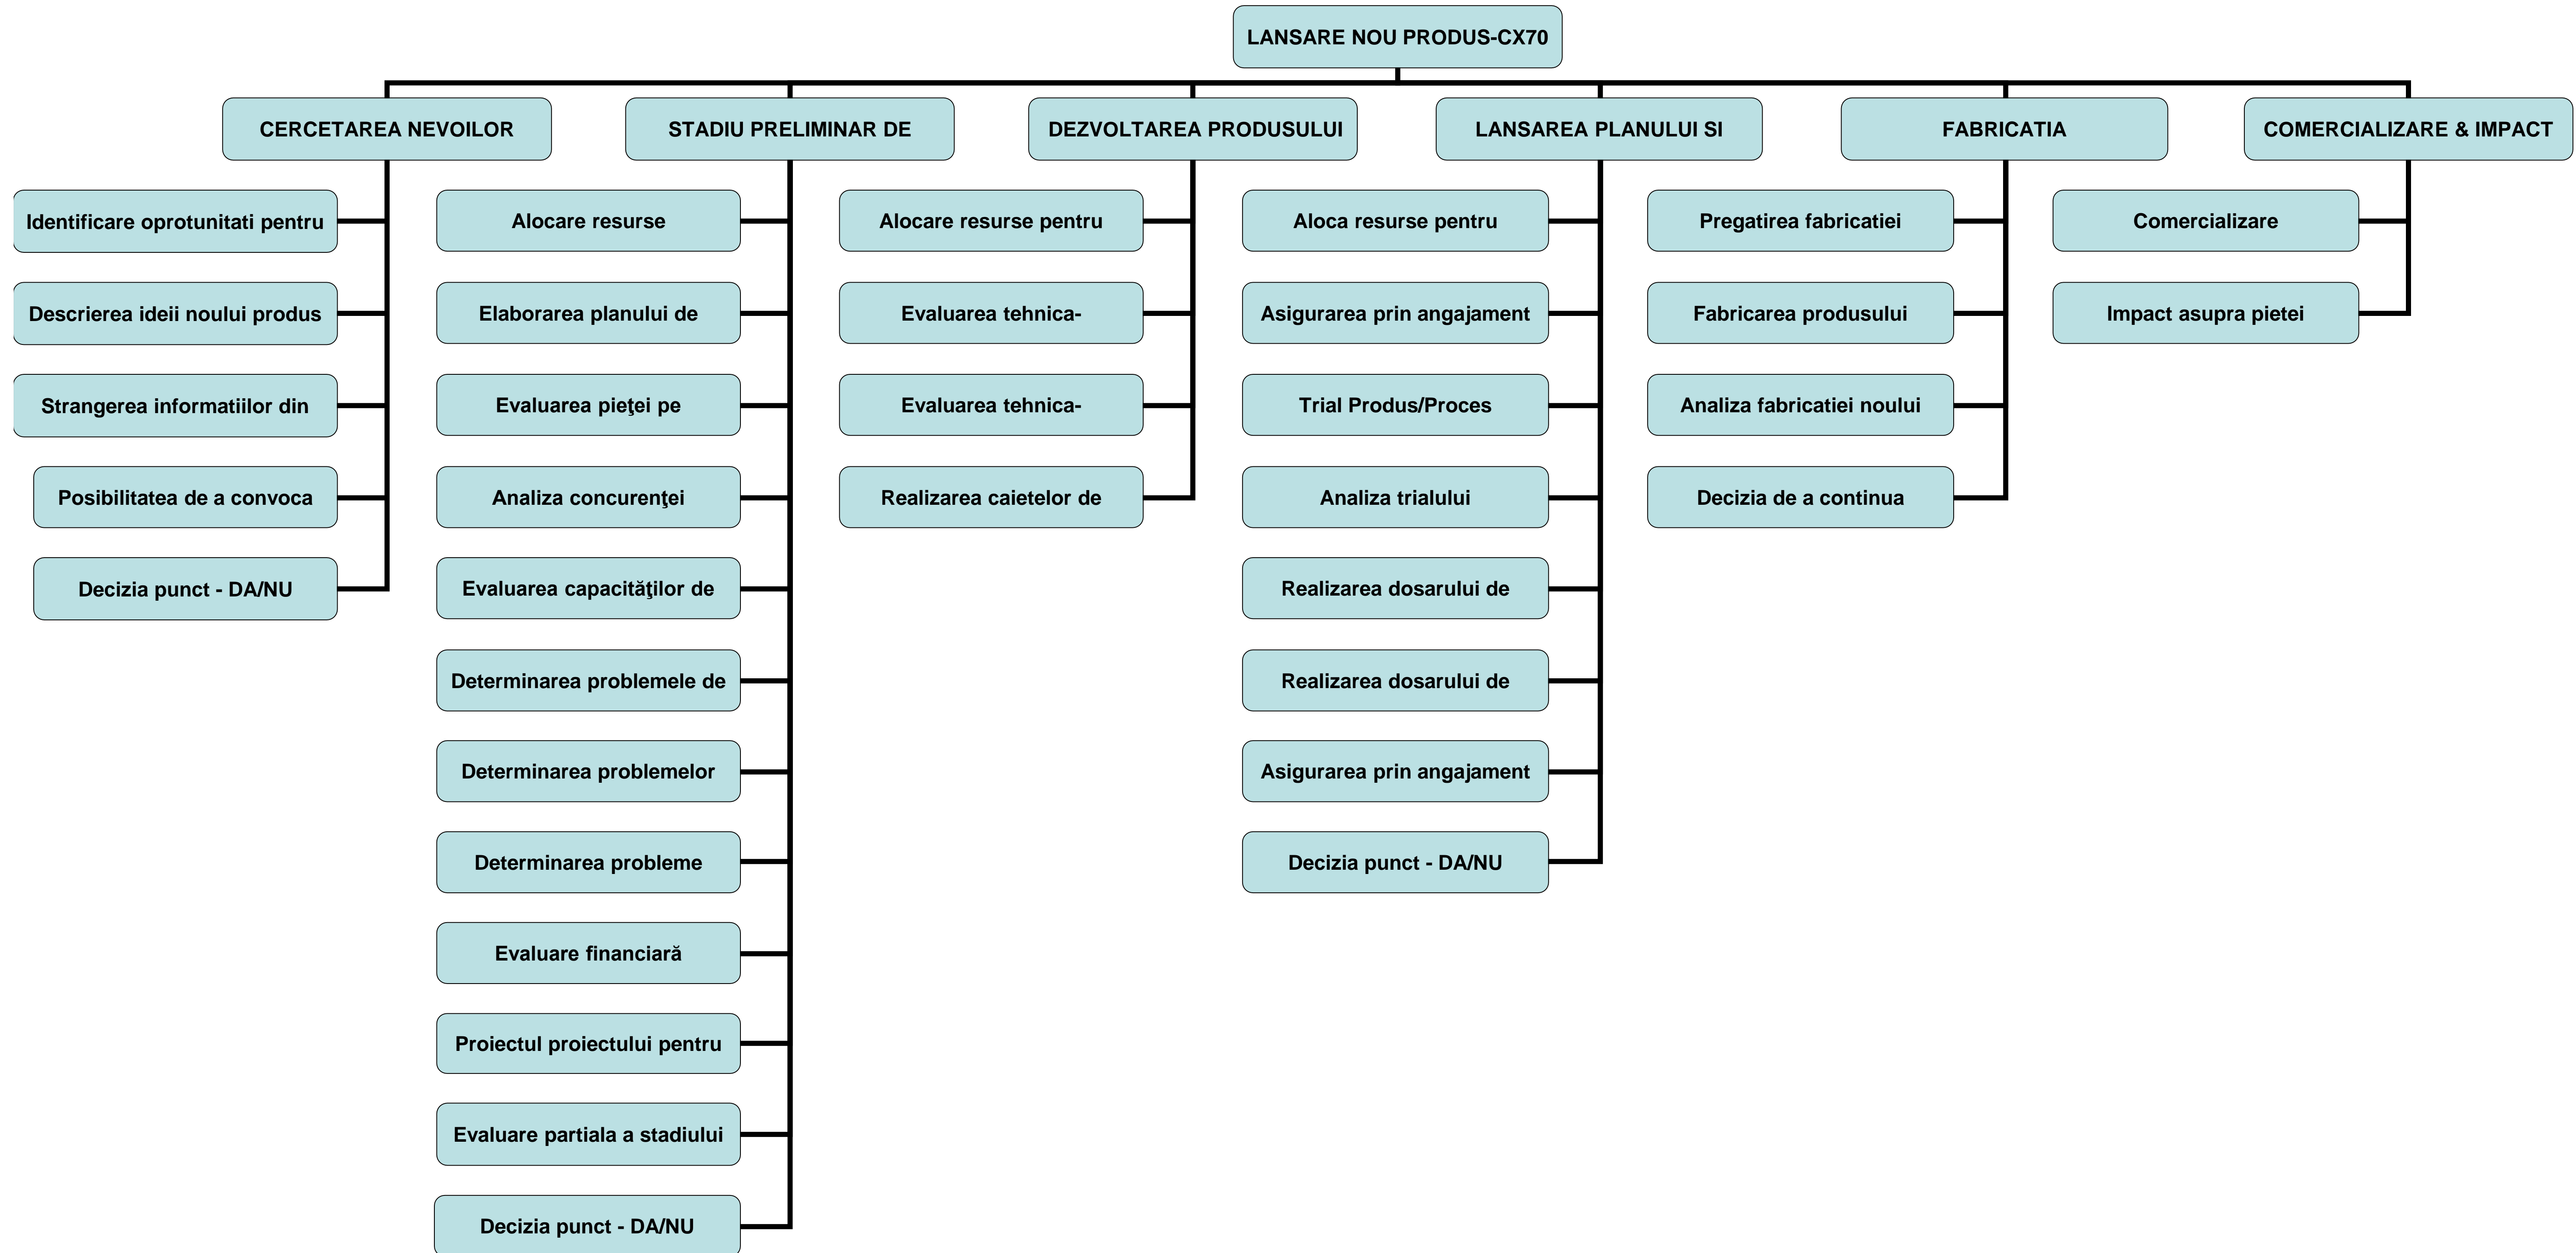 LANSARE NOU PRODUS-CX70
CERCETAREA NEVOILOR
Identificare oprotunitati pentru
Descrierea ideii noului produs
Strangerea informatiilor din
Posibilitatea de a convoca
Decizia punct - DA/NU
STADIU PRELIMINAR DE
Alocare resurse
Elaborarea planului de
Evaluarea pieţei pe
Analiza concurenţei
Evaluarea capacităţilor de
Determinarea problemele de
Determinarea problemelor
Determinarea probleme
Evaluare financiară
Proiectul proiectului pentru
Evaluare partiala a stadiului
Decizia punct - DA/NU
DEZVOLTAREA PRODUSULUI
Alocare resurse pentru
Evaluarea tehnica-
Evaluarea tehnica-
Realizarea caietelor de
LANSAREA PLANULUI SI
Aloca resurse pentru
Asigurarea prin angajament
Trial Produs/Proces
Analiza trialului
Realizarea dosarului de
Realizarea dosarului de
Asigurarea prin angajament
Decizia punct - DA/NU
FABRICATIA
Pregatirea fabricatiei
Fabricarea produsului
Analiza fabricatiei noului
Decizia de a continua
COMERCIALIZARE & IMPACT
Comercializare
Impact asupra pietei